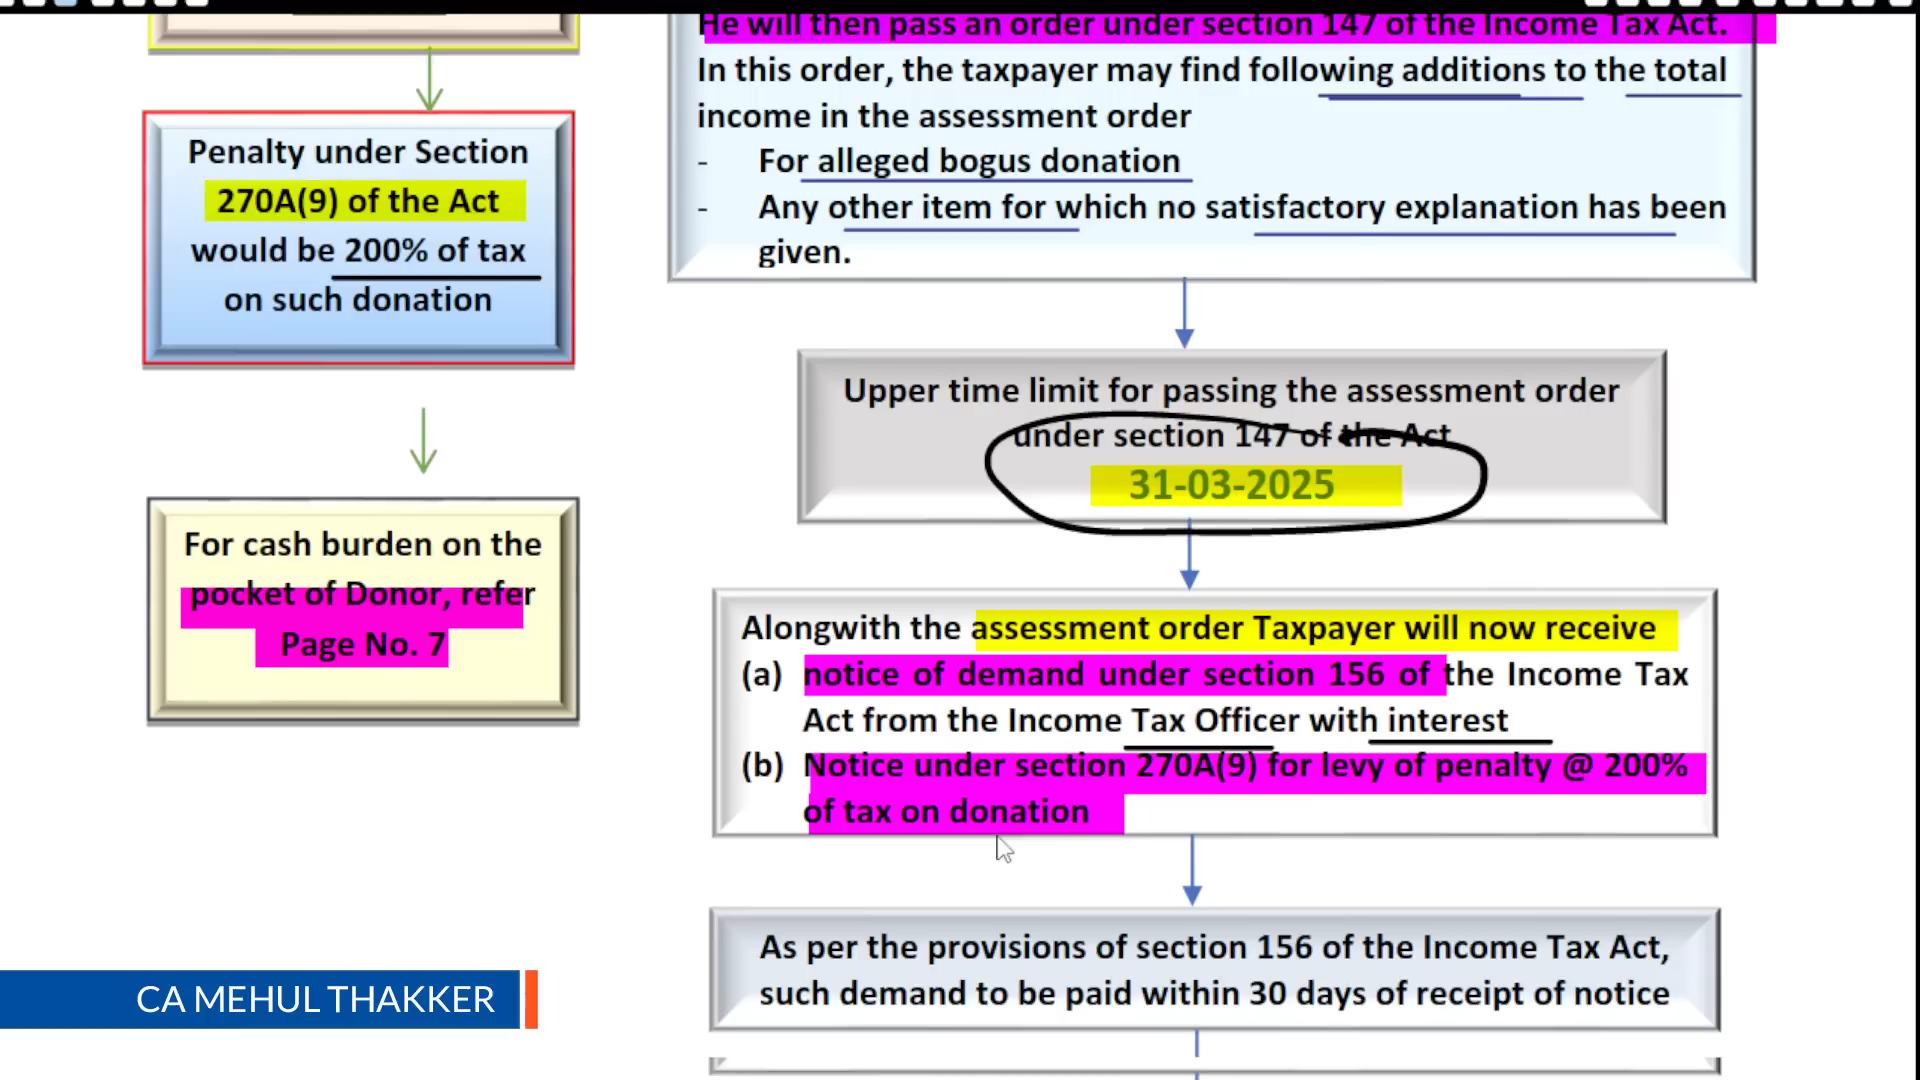 Penalty under Section
270A(9) of the Act
would be 200% of tax
on such donation
For cash burden on the
pocket of Donor, refer
Page No. 7
He will then pass an order under section 147 of the Income Tax Act.
In this order, the taxpayer may find following additions to the total
income in the assessment order
- For alleged bogus donation
- Any other item for which no satisfactory explanation has been
given.
Upper time limit for passing the assessment order
under section 147 of the Act
31-03-2025
Alongwith the assessment order Taxpayer will now receive
(a) notice of demand under section 156 of the Income Tax
Act from the Income Tax Officer with interest
(b) Notice under section 270A(9) for levy of penalty @ 200%
of tax on donation
As per the provisions of section 156 of the Income Tax Act,
such demand to be paid within 30 days of receipt of notice
CA MEHUL THAKKER